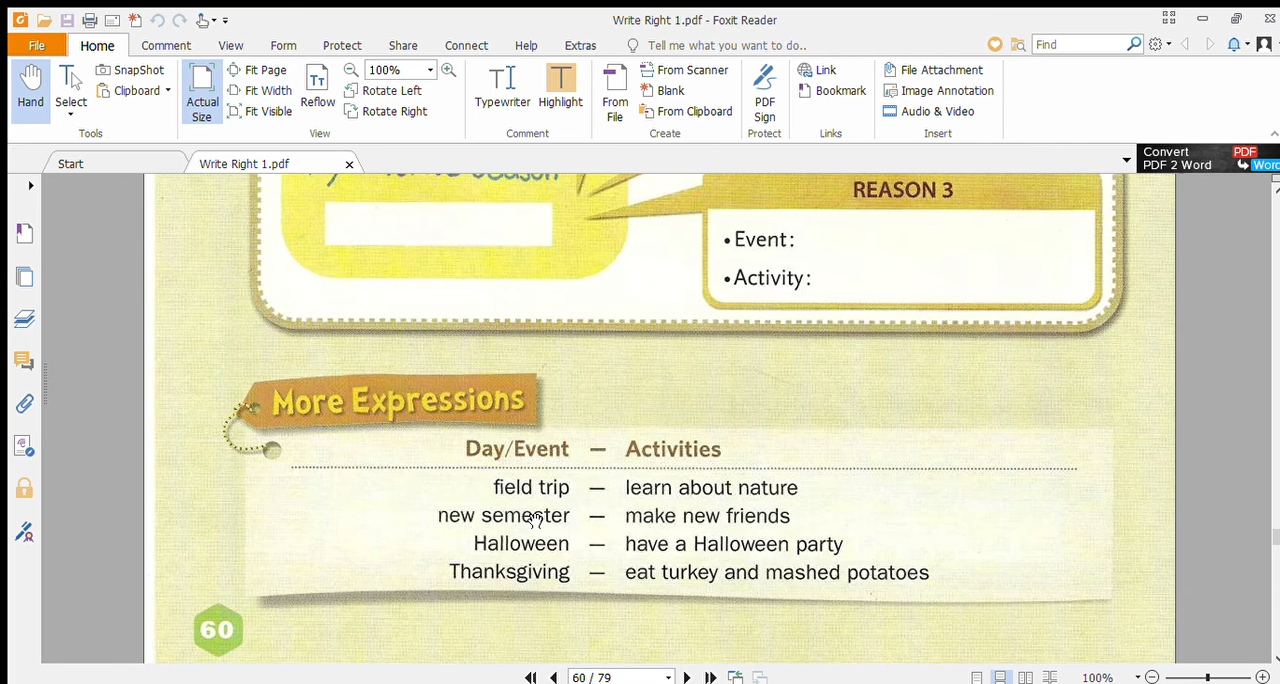 Write Right 1.pdf - Foxit Reader
File Home Comment View Form Protect Share Connect Help Extras Tell me what you want to do.. Find
Hand Select SnapShot Clipboard Actual Size Fit Page Fit Width Fit Visible Reflow 100% Rotate Left Rotate Right Typewriter Highlight From File From Scanner Blank From Clipboard PDF Sign Link Bookmark File Attachment Image Annotation Audio & Video
Tools View Comment Create Protect Links Insert
Start Write Right 1.pdf
Convert PDF
PDF 2 Word Word
season
REASON 3
•Event:
•Activity:
More Expressions
Day/Event — Activities
field trip — learn about nature
new semester — make new friends
Halloween — have a Halloween party
Thanksgiving — eat turkey and mashed potatoes
60
60 / 79 100%